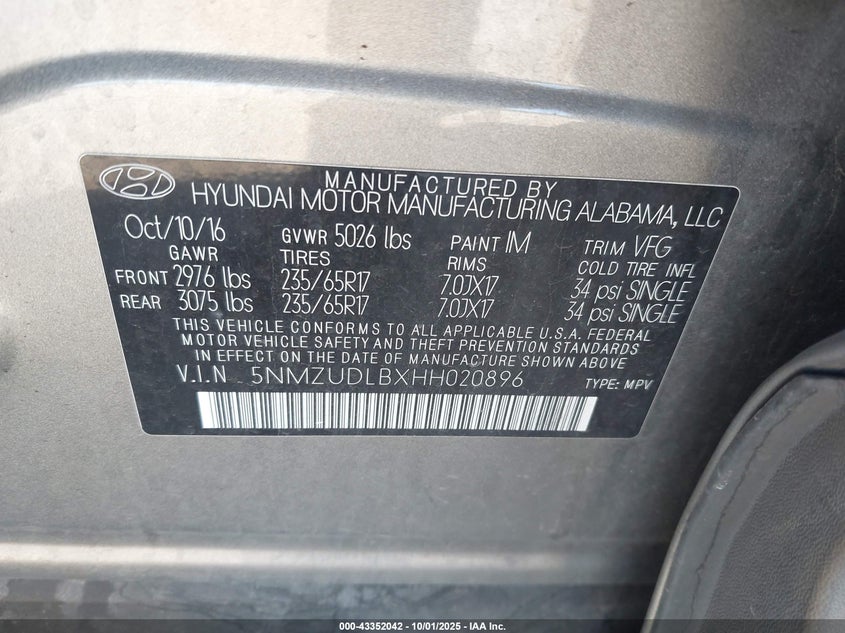 MANUFACTURED BY
HYUNDAI MOTOR MANUFACTURING ALABAMA, LLC
Oct/10/16 GVWR 5026 lbs PAINT IM TRIM VFG
GAWR TIRES RIMS COLD TIRE INFL
FRONT 2976 lbs 235/65R17 7.0JX17 34 psi SINGLE
REAR 3075 lbs 235/65R17 7.0JX17 34 psi SINGLE
THIS VEHICLE CONFORMS TO ALL APPLICABLE U.S.A. FEDERAL
MOTOR VEHICLE SAFETY AND THEFT PREVENTION STANDARDS
IN EFFECT ON THE DATE OF MANUFACTURE SHOWN ABOVE
V.I.N 5NMZUDLBXHH020896 TYPE: MPV
000-43352042 - 10/01/2025 - IAA Inc.